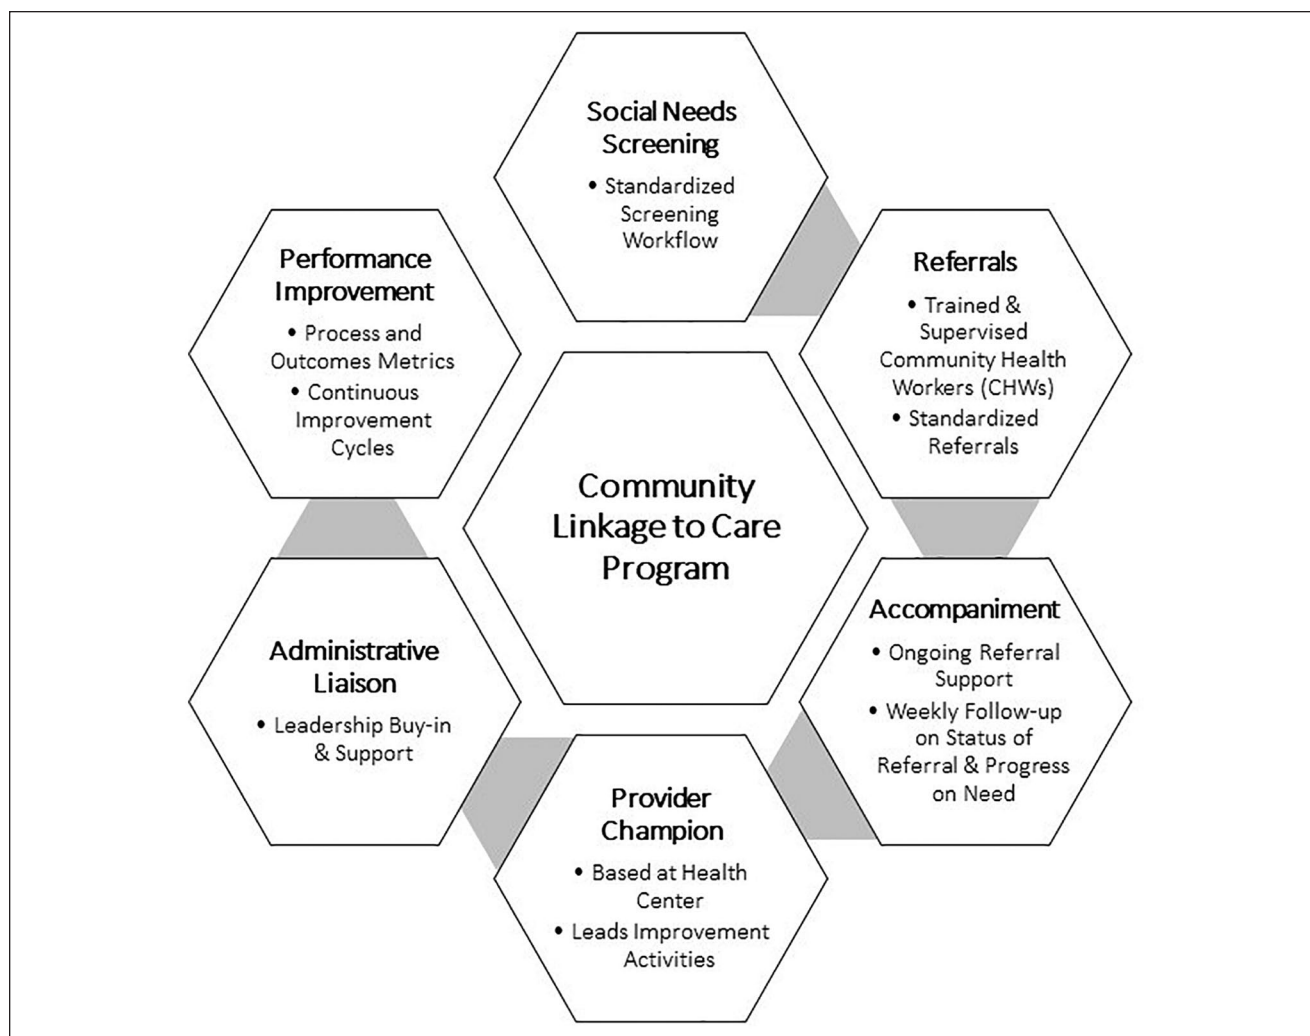 Social Needs
Screening
• Standardized
Screening
Workflow
Referrals
• Trained &
Supervised
Community Health
Workers (CHWs)
• Standardized
Referrals
Accompaniment
• Ongoing Referral
Support
• Weekly Follow-up
on Status of
Referral & Progress
on Need
Provider
Champion
• Based at Health
Center
• Leads Improvement
Activities
Administrative
Liaison
• Leadership Buy-in
& Support
Performance
Improvement
• Process and
Outcomes Metrics
• Continuous
Improvement
Cycles
Community
Linkage to Care
Program